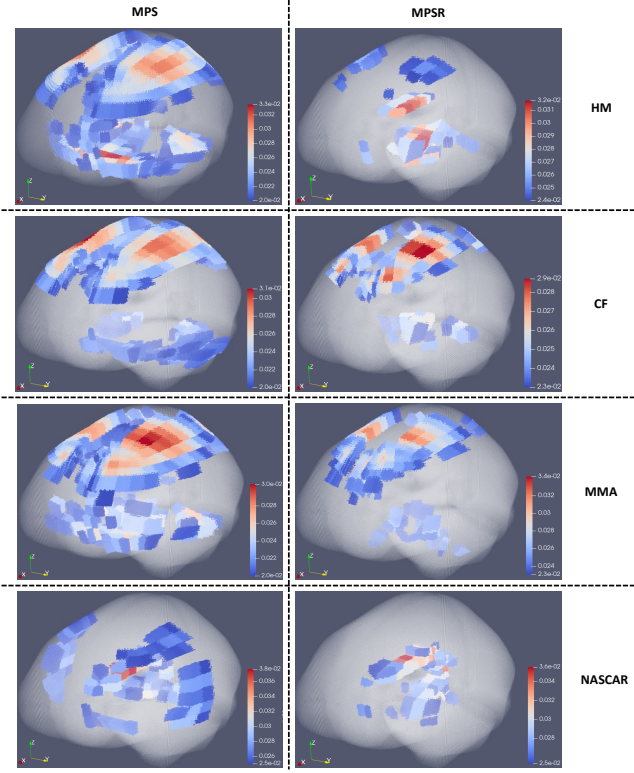 MPS
MPSR
3.3e-02
0.032
0.03
0.028
0.026
0.024
0.022
2.0e-02
Z
X
Y
3.2e-02
0.031
0.03
0.029
0.028
0.027
0.026
0.025
2.4e-02
Z
X
Y
HM
3.1e-02
0.03
0.028
0.026
0.024
0.022
2.0e-02
Z
X
Y
2.9e-02
0.028
0.027
0.026
0.025
0.024
2.3e-02
Z
X
Y
CF
3.0e-02
0.028
0.026
0.024
0.022
2.0e-02
Z
X
Y
0.032
0.03
0.028
0.026
0.024
2.3e-02
Z
X
Y
MMA
3.8e-02
0.036
0.034
0.032
0.03
0.028
0.026
2.5e-02
Z
X
Y
3.6e-02
0.034
0.032
0.03
0.028
2.5e-02
Z
X
Y
NASCAR